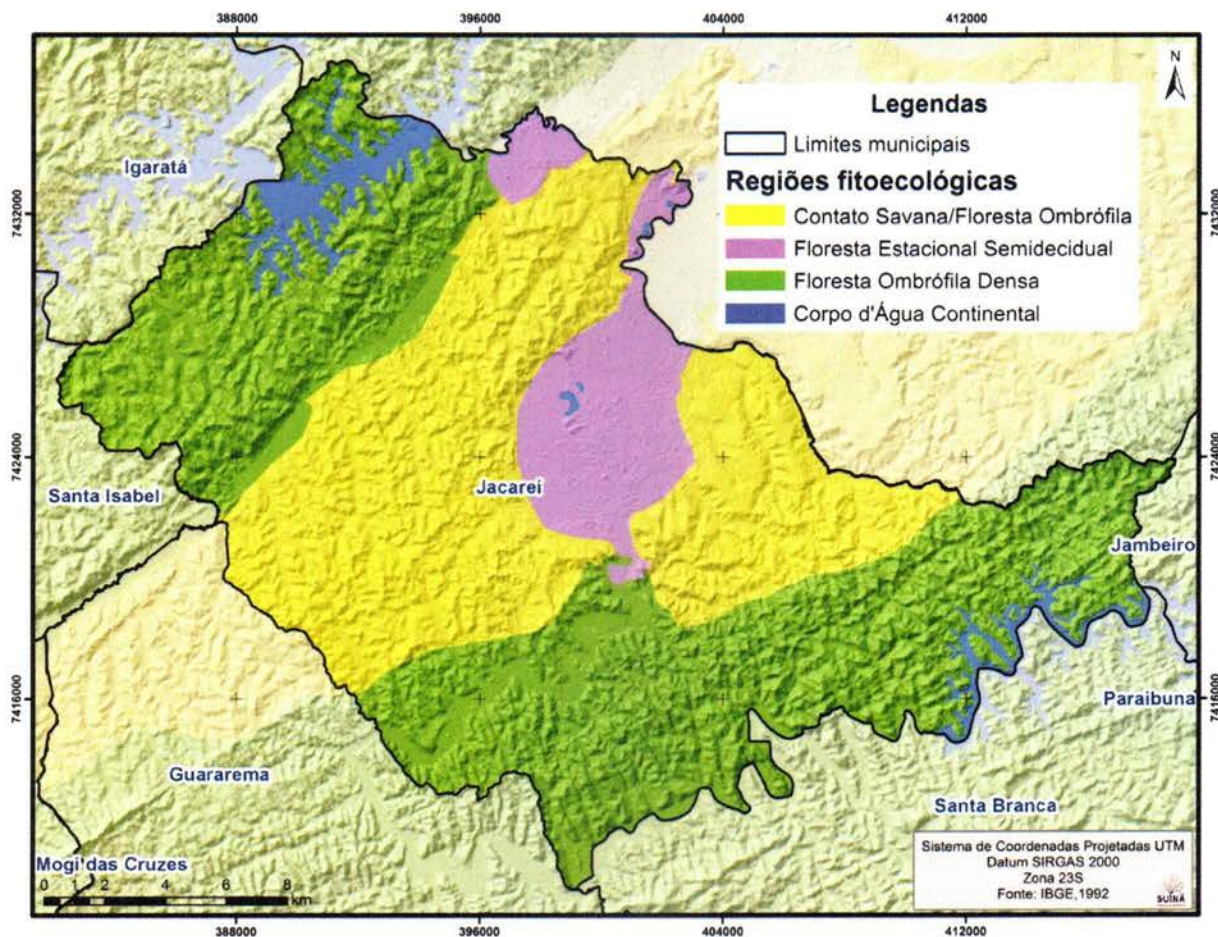 388000 396000 404000 412000
N
Legendas
Limites municipais
Regiões fitoecológicas
Contato Savana/Floresta Ombrófila
Floresta Estacional Semidecidual
Floresta Ombrófila Densa
Corpo d'Água Continental
Igaratá
7432000 7432000
7424000 7424000
Santa Isabel
Jacareí
Jambeiro
7416000 7416000
Paraibuna
Guararema
Santa Branca
Mogi das Cruzes
0 1 2 4 6 8
km
Sistema de Coordenadas Projetadas UTM
Datum SIRGAS 2000
Zona 23S
Fonte: IBGE,1992
SUINÃ
388000 396000 404000 412000